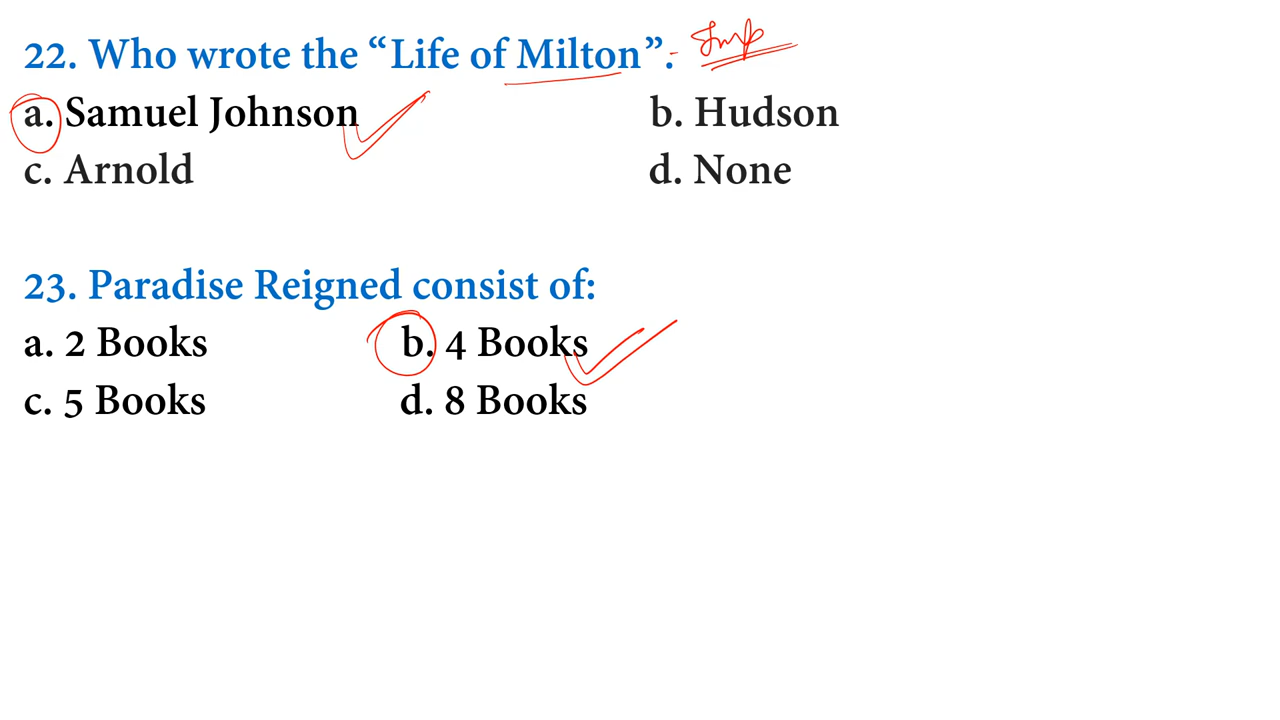 22. Who wrote the “Life of Milton”. - Imp
a. Samuel Johnson b. Hudson
c. Arnold d. None
23. Paradise Reigned consist of:
a. 2 Books b. 4 Books
c. 5 Books d. 8 Books